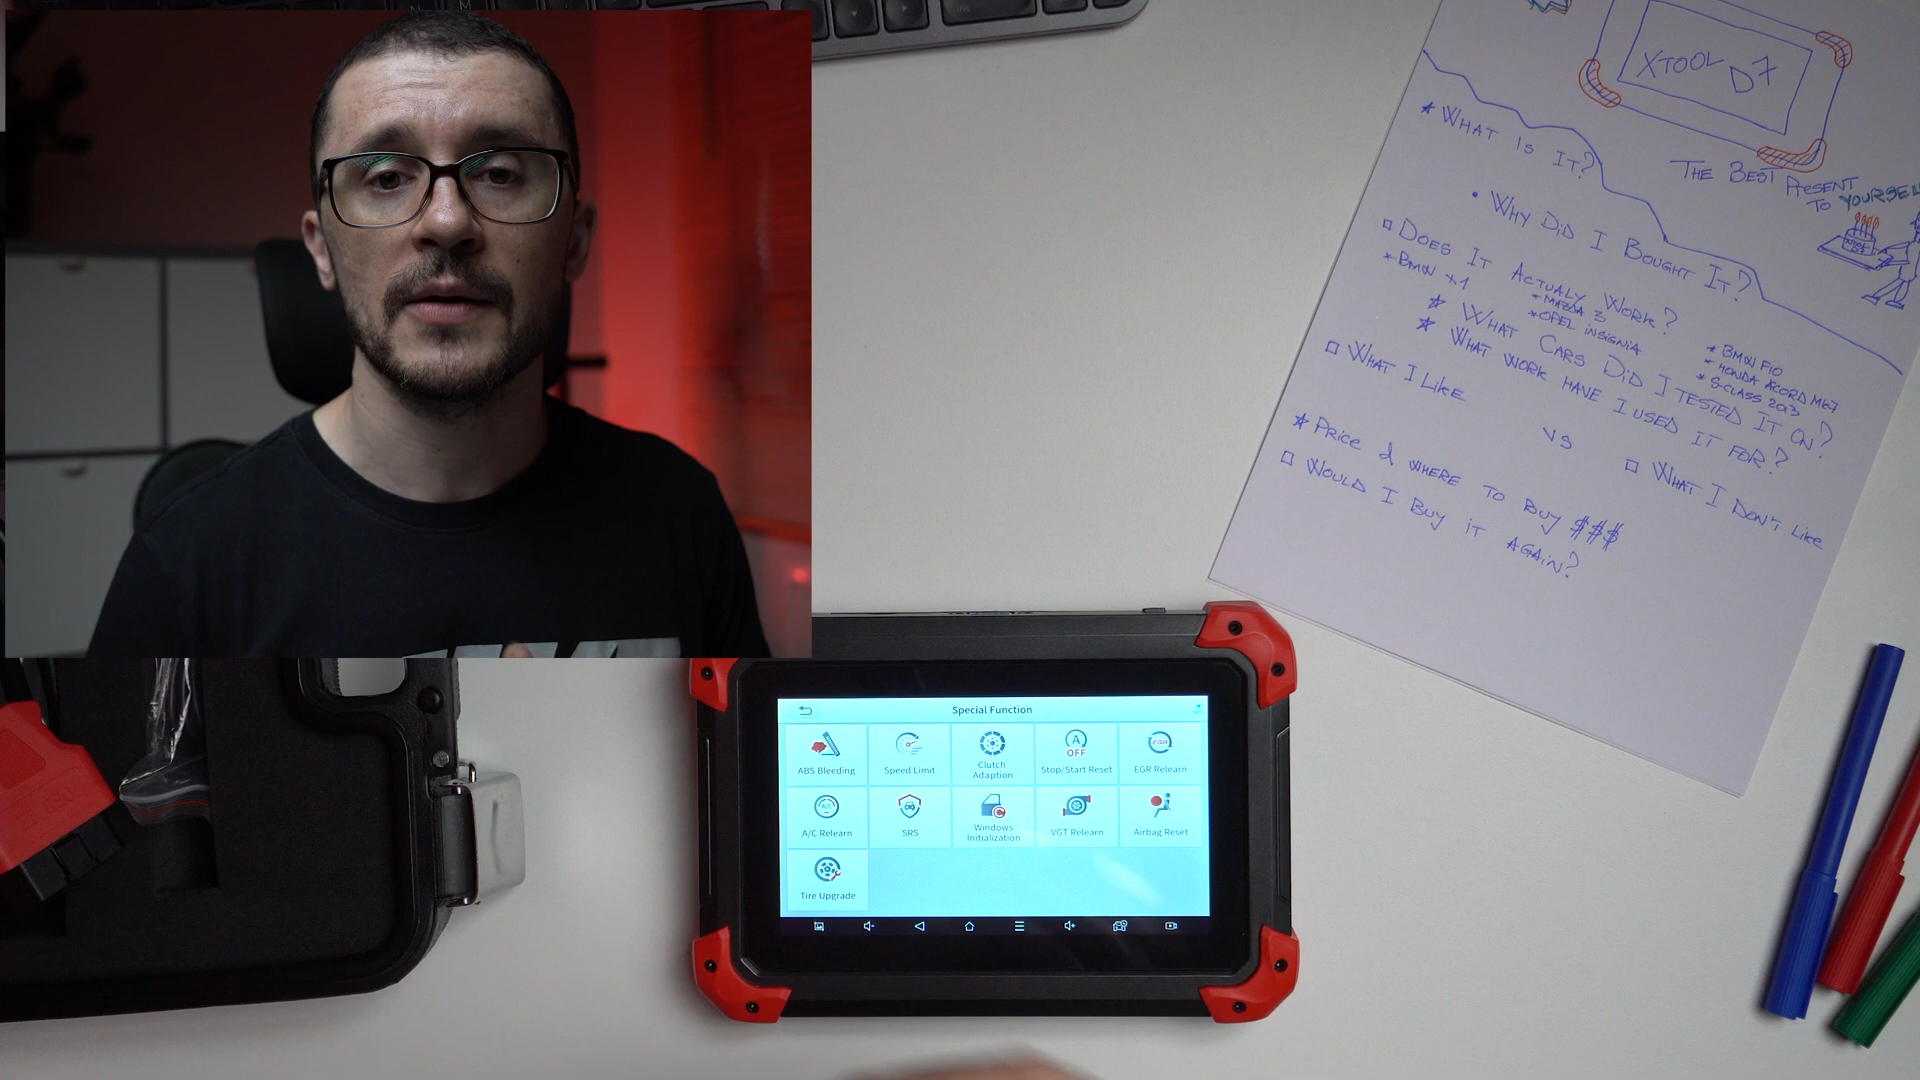 XTOOL D7
* WHAT IS IT?
THE BEST PRESENT
TO YOURSEL
• WHY DID I BOUGHT IT?
DOES IT ACTUALY WORK?
* BMW X1
* MAZDA 3
* OPEL INSIGNIA
* BMW F10
* HONDA ACORD MK7
* S-CLASS 2013
* WHAT CARS DID I TESTED IT ON?
* WHAT WORK HAVE I USED IT FOR?
WHAT I LIKE
VS
WHAT I DON'T LIKE
* PRICE & WHERE TO BUY $$$
WOULD I BUY IT AGAIN?
Special Function
ABS Bleeding
Speed Limit
Clutch
Adaption
A
OFF
Stop/Start Reset
EGR
EGR Relearn
A/C
A/C Relearn
SRS
Windows
Initialization
VGT Relearn
Airbag Reset
Tire Upgrade
ins